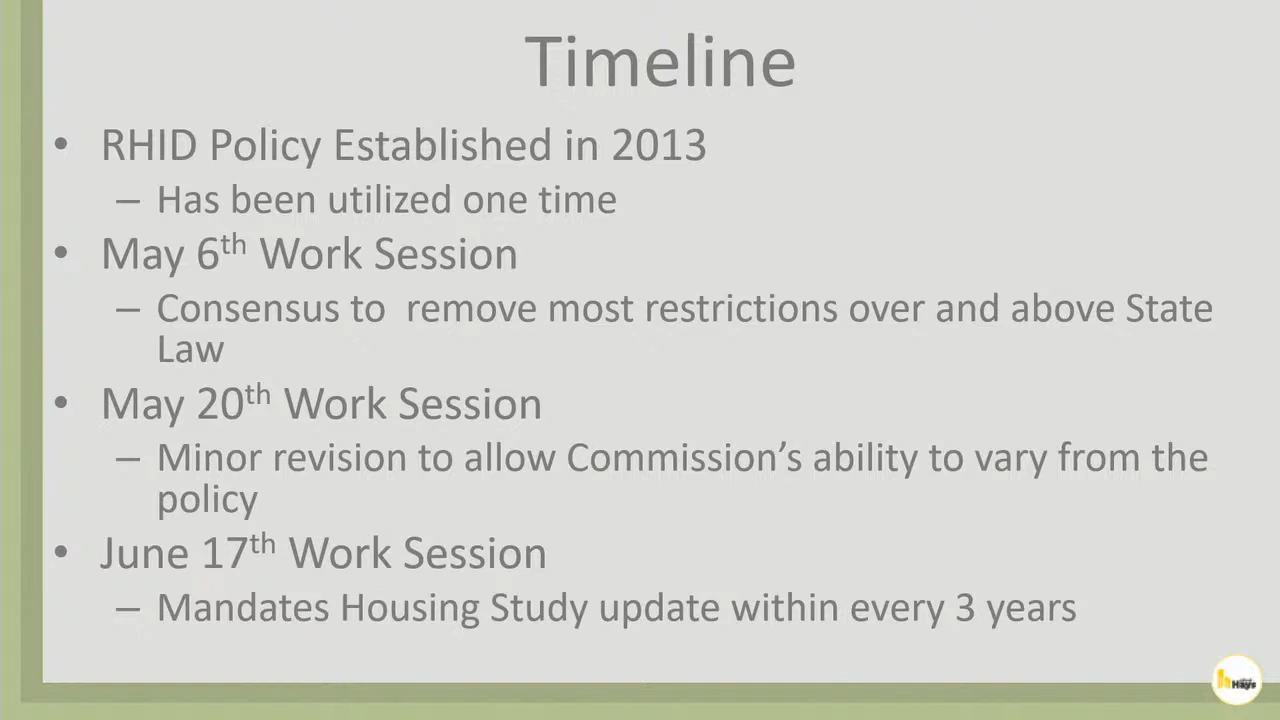 Timeline
• RHID Policy Established in 2013
– Has been utilized one time
• May 6th Work Session
– Consensus to  remove most restrictions over and above State
Law
• May 20th Work Session
– Minor revision to allow Commission’s ability to vary from the
policy
• June 17th Work Session
– Mandates Housing Study update within every 3 years
Hays